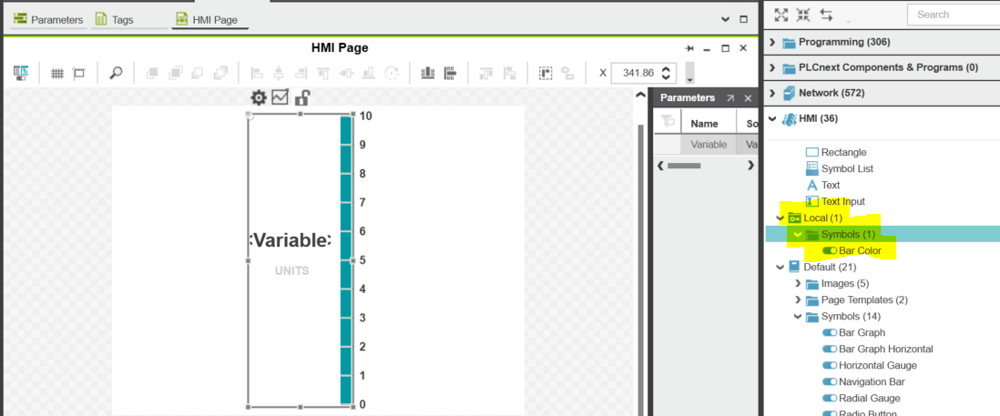 Parameters
Tags
HMI Page
HMI Page
X 341.86
Parameters
Name So
Variable Va
10
9
8
7
6
5
4
3
2
1
0
:Variable:
UNITS
Search
Programming (306)
PLCnext Components & Programs (0)
Network (572)
HMI (36)
Rectangle
Symbol List
A Text
Text Input
Local (1)
Symbols (1)
Bar Color
Default (21)
Images (5)
Page Templates (2)
Symbols (14)
Bar Graph
Bar Graph Horizontal
Horizontal Gauge
Navigation Bar
Radial Gauge
Radio Button